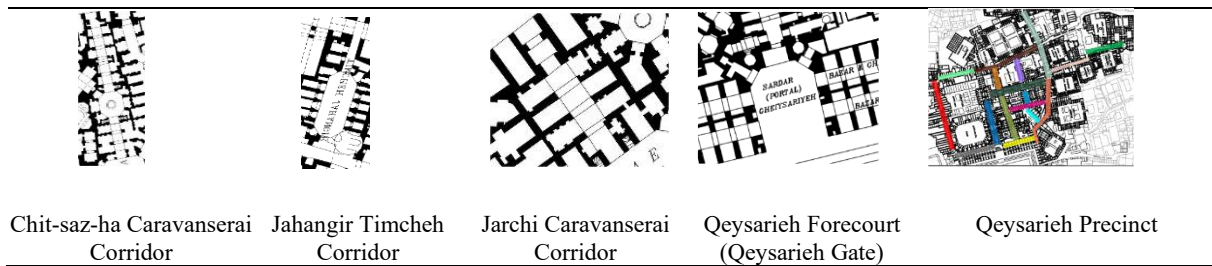 SARDAR
(PORTAL)
GHEIYSARIYEH
BAZAR
BAZAR
Chit-saz-ha Caravanserai
Corridor
Jahangir Timcheh
Corridor
Jarchi Caravanserai
Corridor
Qeysarieh Forecourt
(Qeysarieh Gate)
Qeysarieh Precinct